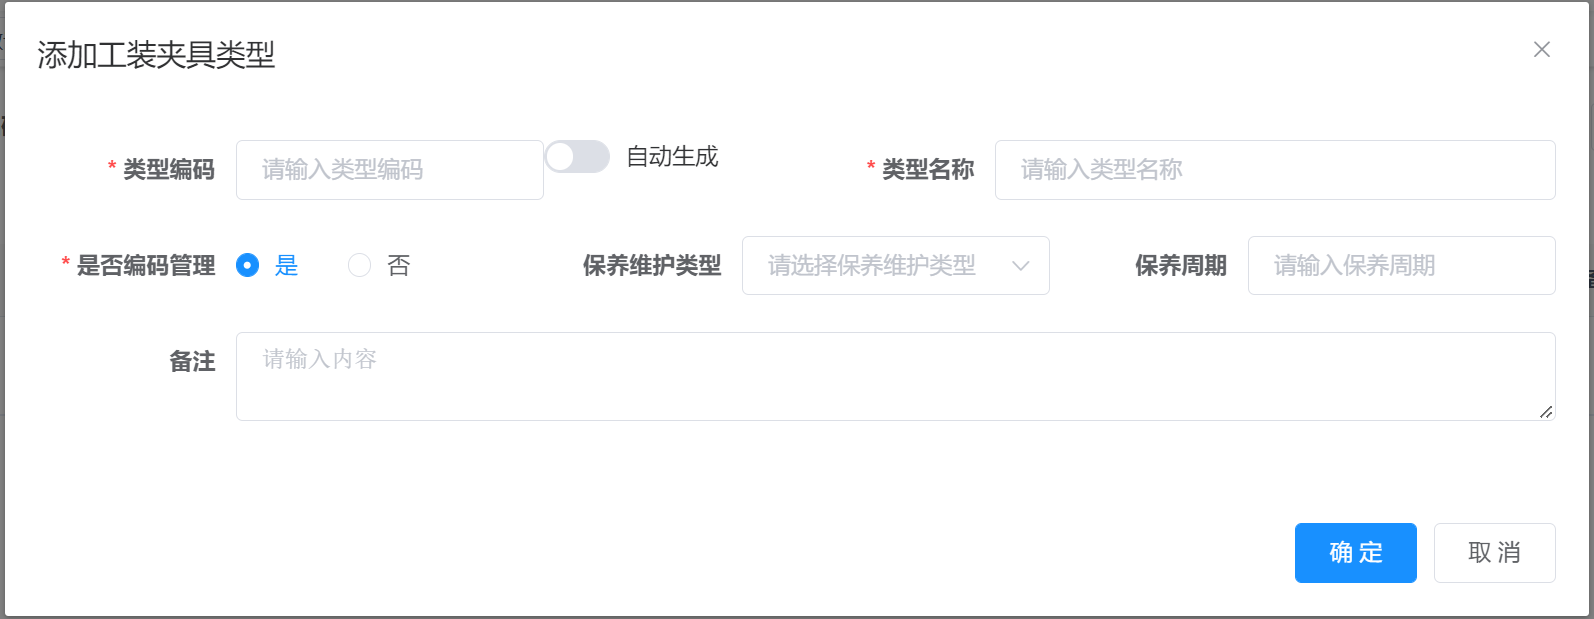 添加工装夹具类型
* 类型编码 请输入类型编码 自动生成 * 类型名称 请输入类型名称
* 是否编码管理 是 否 保养维护类型 请选择保养维护类型 保养周期 请输入保养周期
备注 请输入内容
确 定 取 消